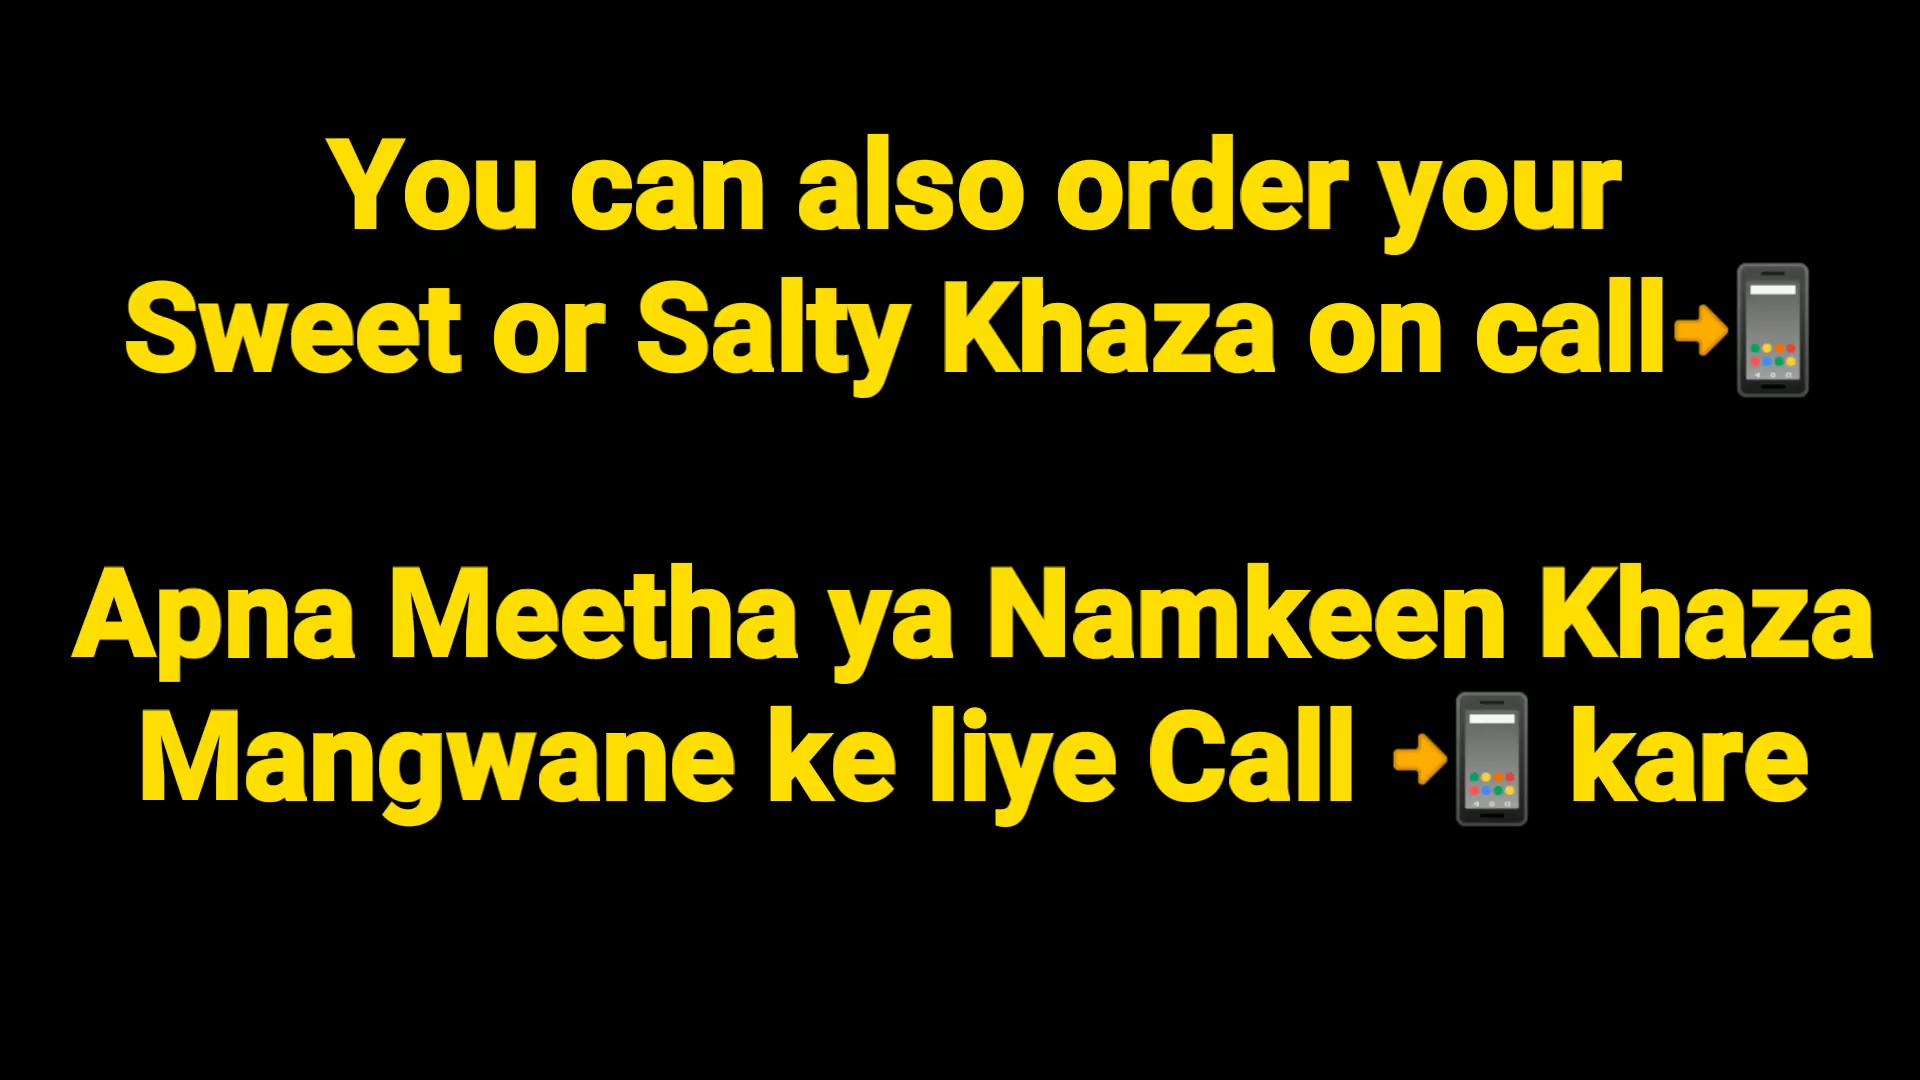 You can also order your
Sweet or Salty Khaza on call📲
Apna Meetha ya Namkeen Khaza
Mangwane ke liye Call 📲 kare